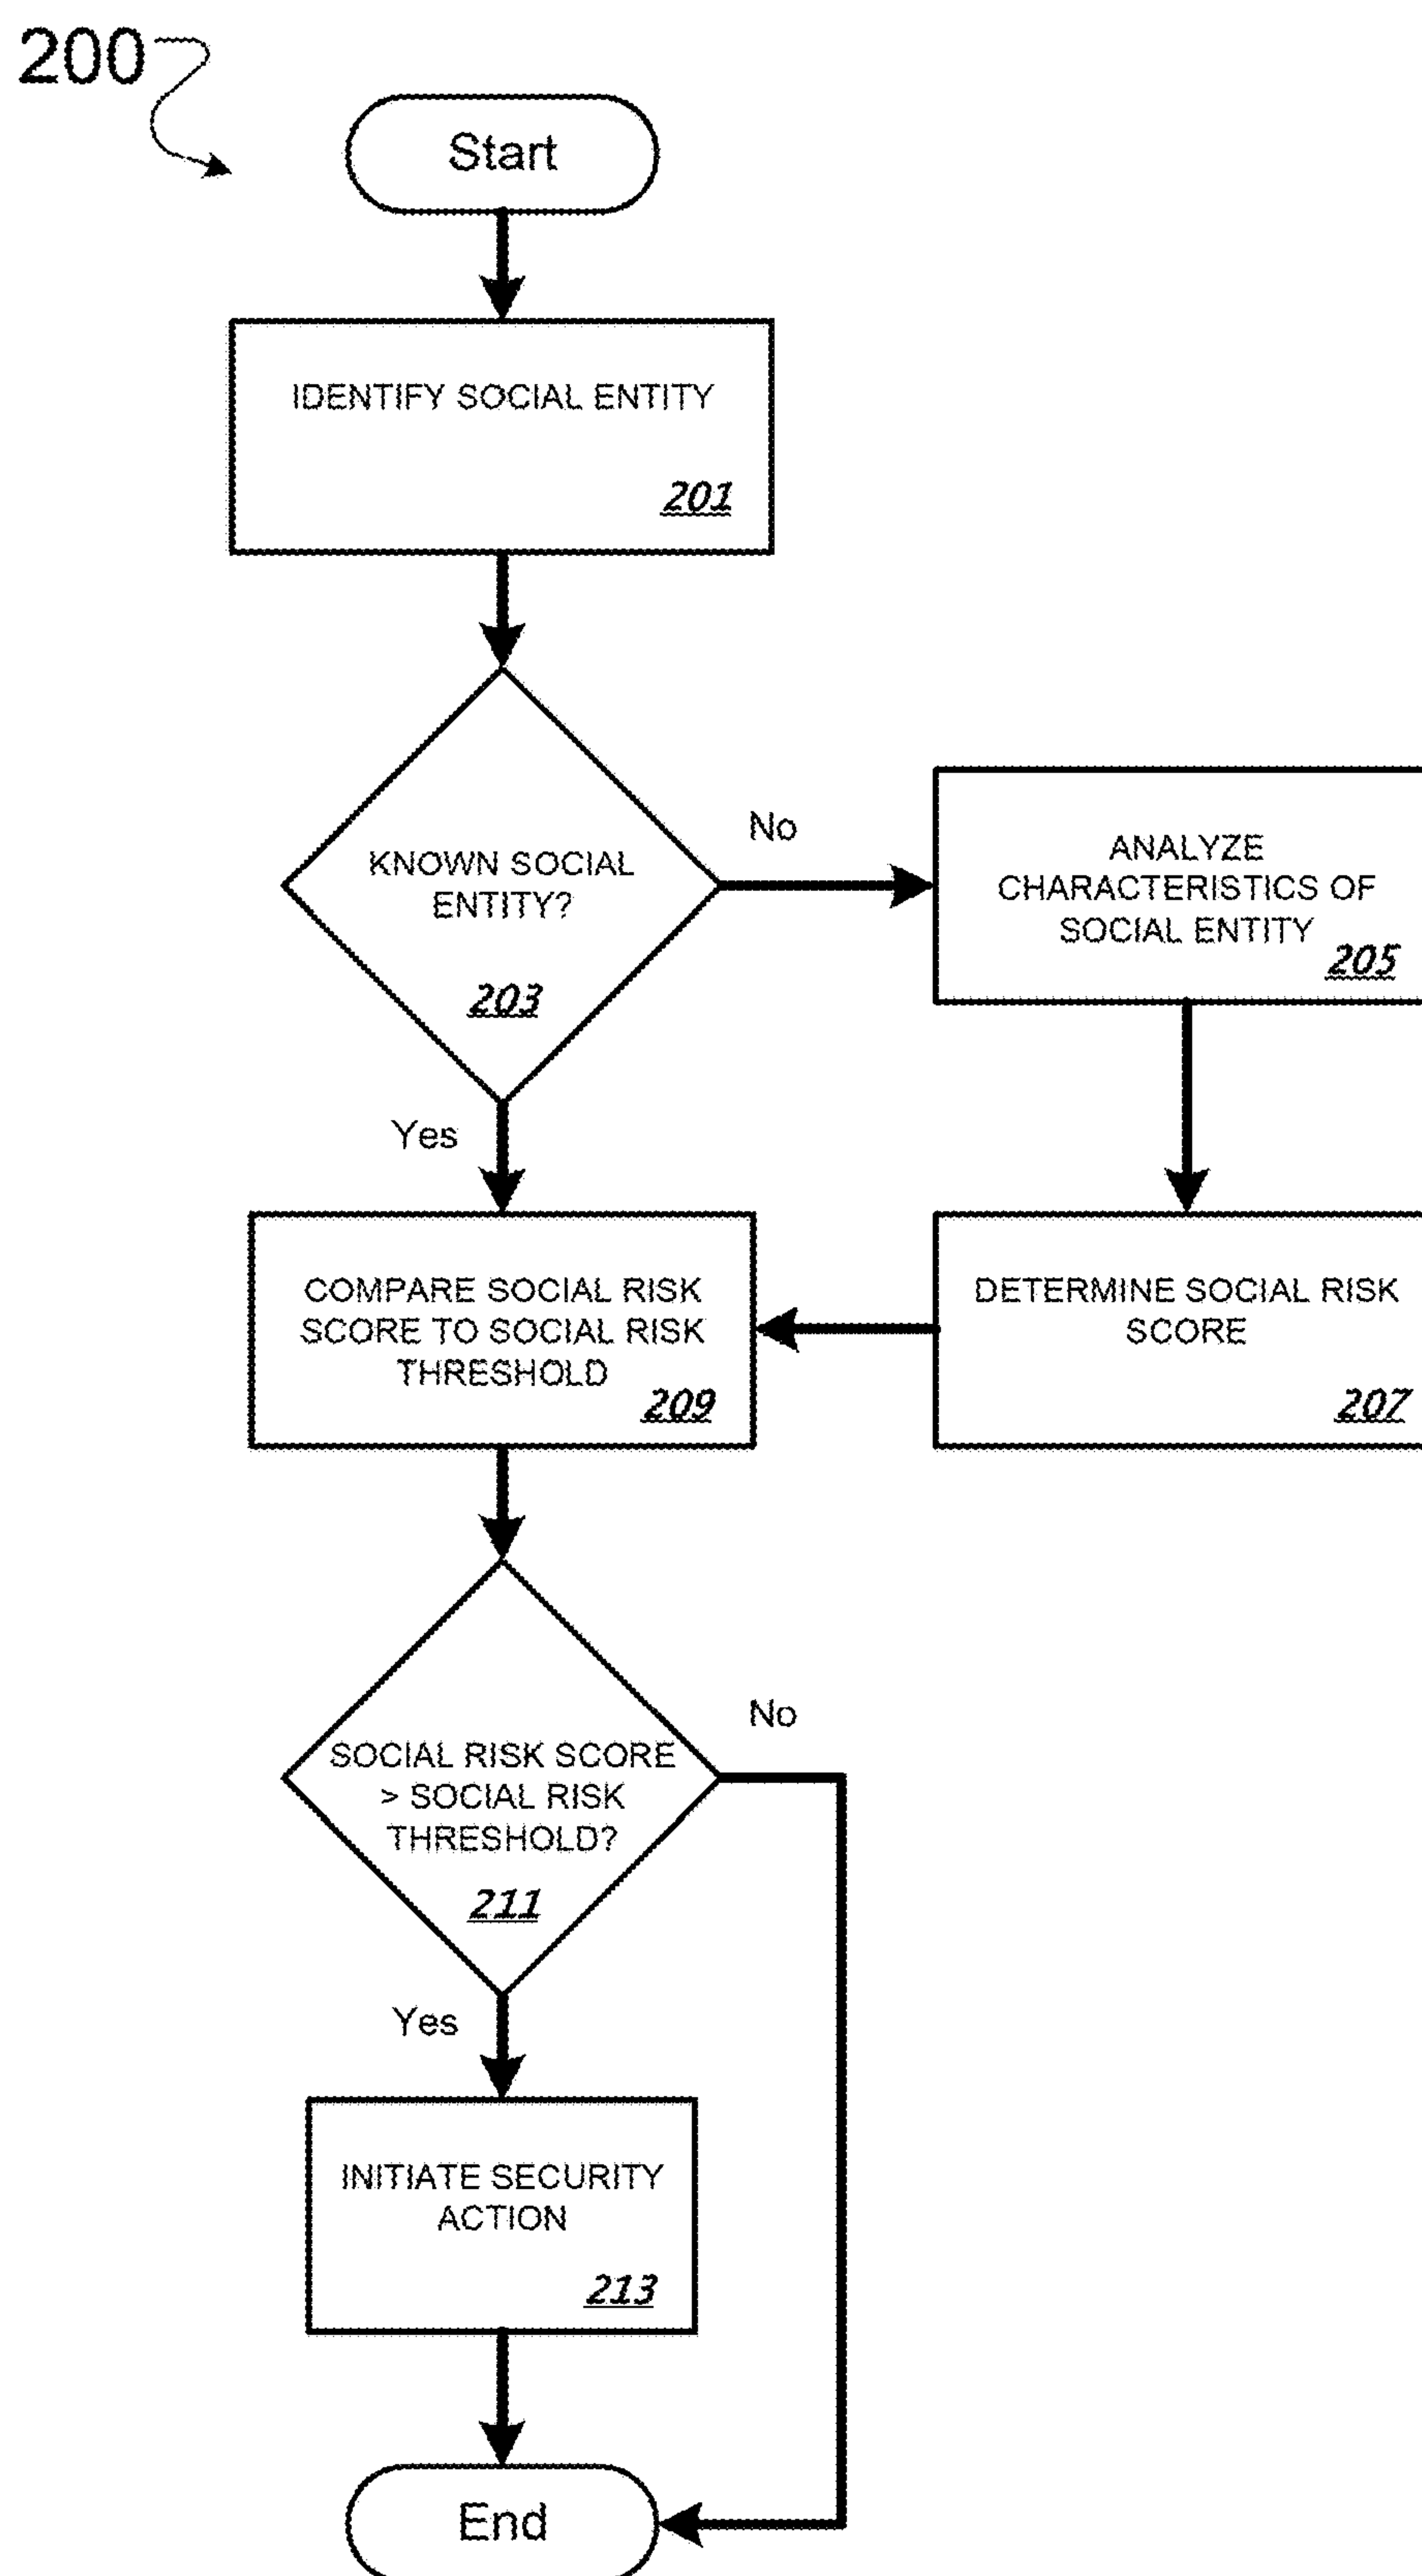 200
Start
IDENTIFY SOCIAL ENTITY
201
KNOWN SOCIAL
ENTITY?
203
No
ANALYZE
CHARACTERISTICS OF
SOCIAL ENTITY
205
Yes
COMPARE SOCIAL RISK
SCORE TO SOCIAL RISK
THRESHOLD
209
DETERMINE SOCIAL RISK
SCORE
207
SOCIAL RISK SCORE
> SOCIAL RISK
THRESHOLD?
211
No
Yes
INITIATE SECURITY
ACTION
213
End